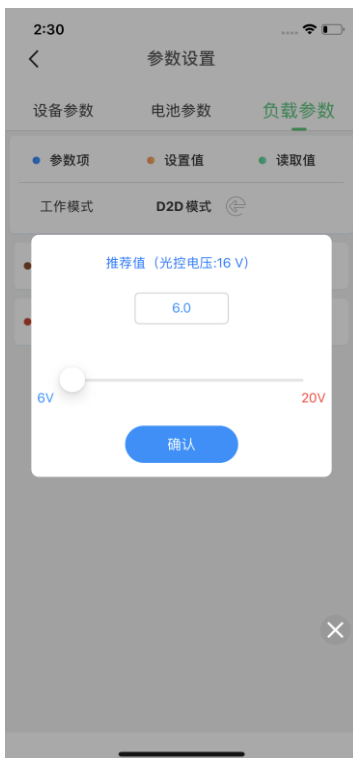 2:30
参数设置
设备参数 电池参数 负载参数
参数项 设置值 读取值
工作模式 D2D模式
推荐值（光控电压:16 V）
6.0
6V 20V
确认